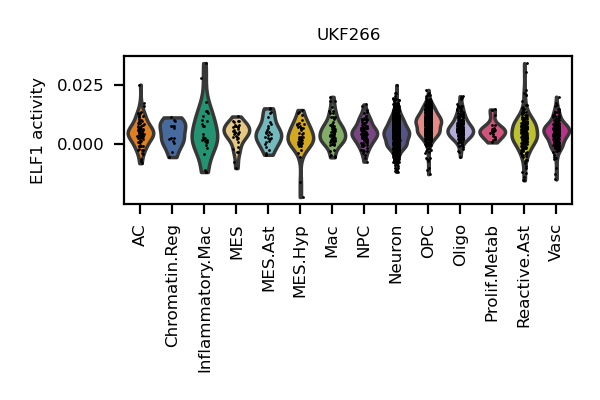 UKF266
ELF1 activity
0.025
0.000
AC
Chromatin.Reg
Inflammatory.Mac
MES
MES.Ast
MES.Hyp
Mac
NPC
Neuron
OPC
Oligo
Prolif.Metab
Reactive.Ast
Vasc